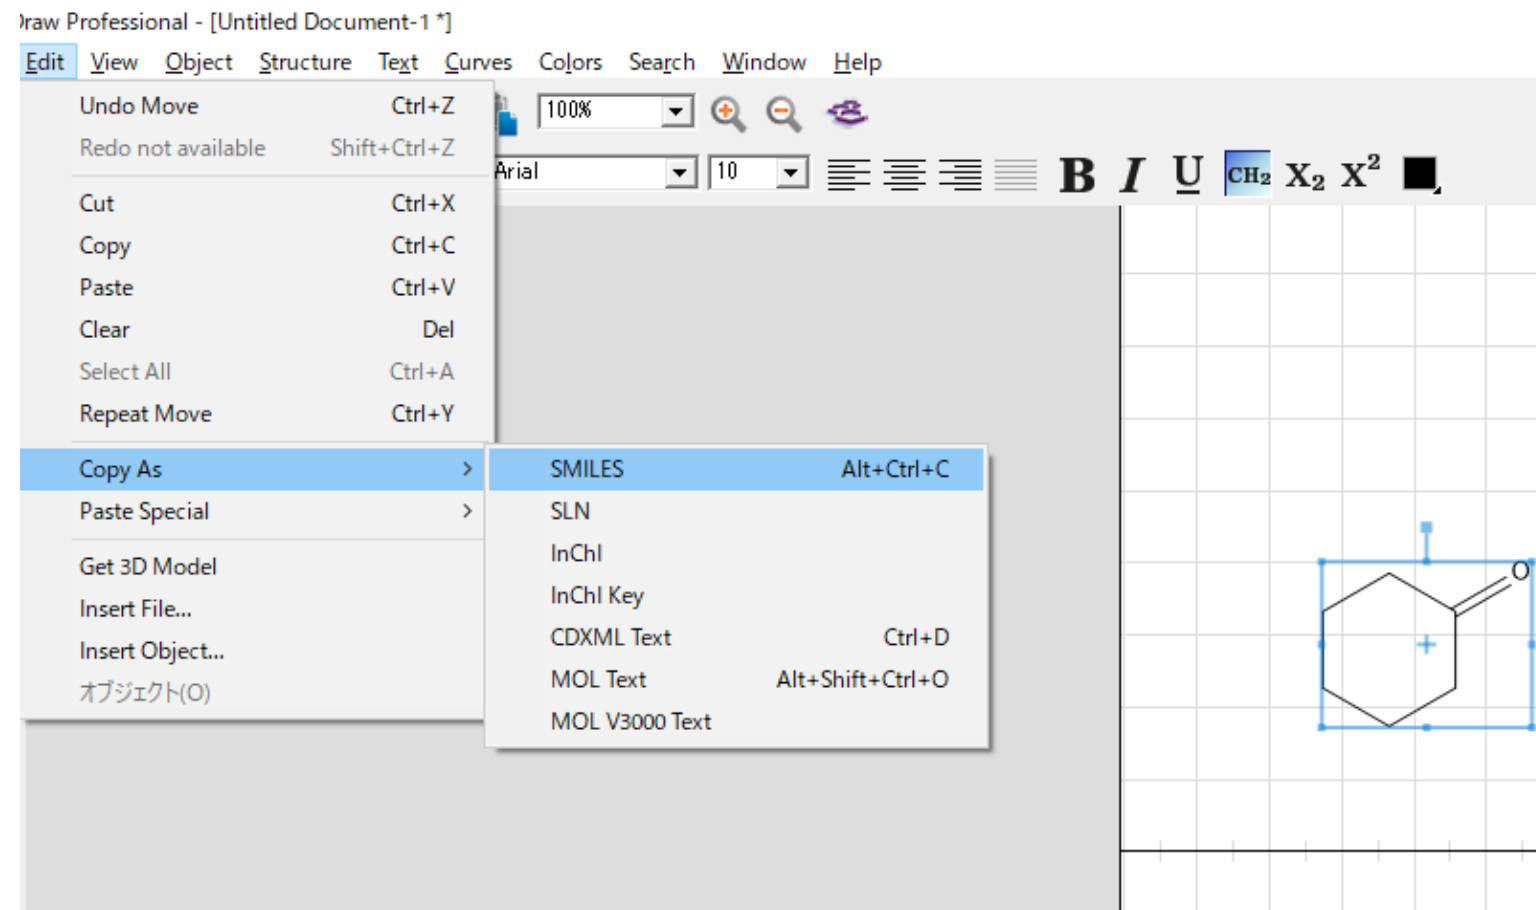 Draw Professional - [Untitled Document-1 *]
Edit View Object Structure Text Curves Colors Search Window Help
Undo Move Ctrl+Z
Redo not available Shift+Ctrl+Z
Cut Ctrl+X
Copy Ctrl+C
Paste Ctrl+V
Clear Del
Select All Ctrl+A
Repeat Move Ctrl+Y
Copy As >
Paste Special >
Get 3D Model
Insert File...
Insert Object...
オブジェクト(O)
SMILES Alt+Ctrl+C
SLN
InChI
InChI Key
CDXML Text Ctrl+D
MOL Text Alt+Shift+Ctrl+O
MOL V3000 Text
100%
Arial 10 B I U CH₂ X₂ X²
O